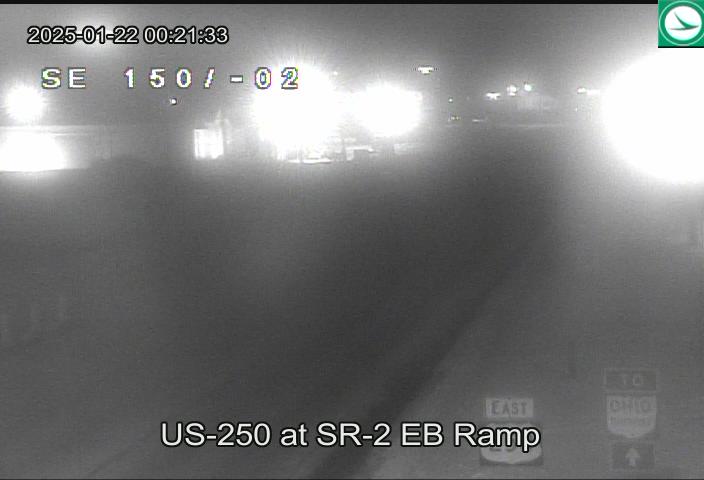 2025-01-22 00:21:33
SE 150/-02
TO
OHIO
EAST
US-250 at SR-2 EB Ramp